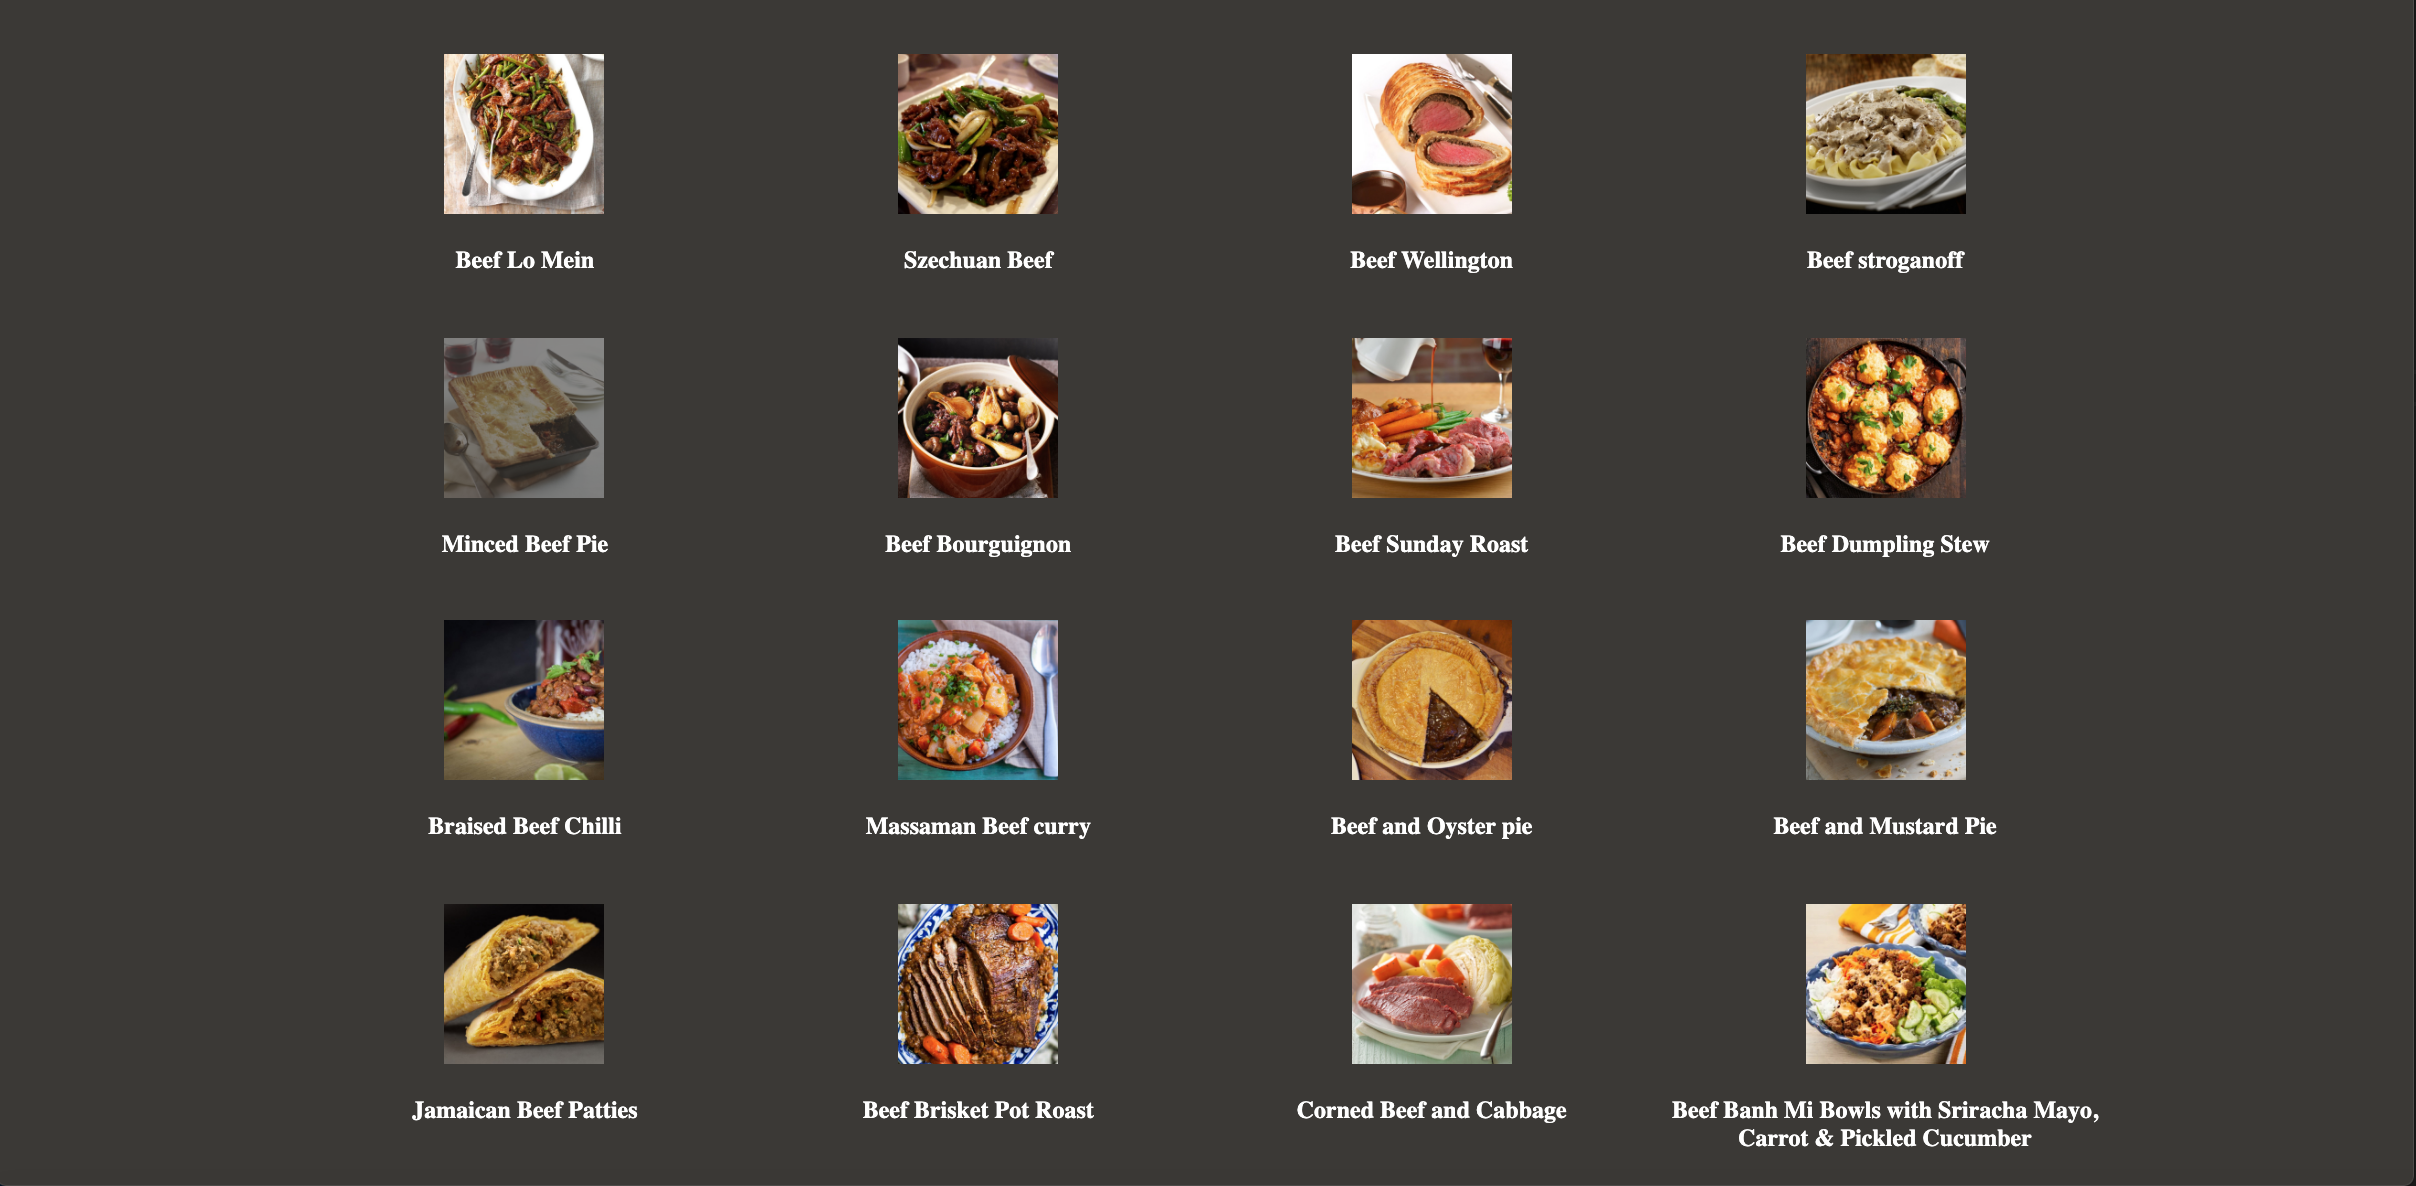 Beef Lo Mein
Szechuan Beef
Beef Wellington
Beef stroganoff
Minced Beef Pie
Beef Bourguignon
Beef Sunday Roast
Beef Dumpling Stew
Braised Beef Chilli
Massaman Beef curry
Beef and Oyster pie
Beef and Mustard Pie
Jamaican Beef Patties
Beef Brisket Pot Roast
Corned Beef and Cabbage
Beef Banh Mi Bowls with Sriracha Mayo,
Carrot & Pickled Cucumber